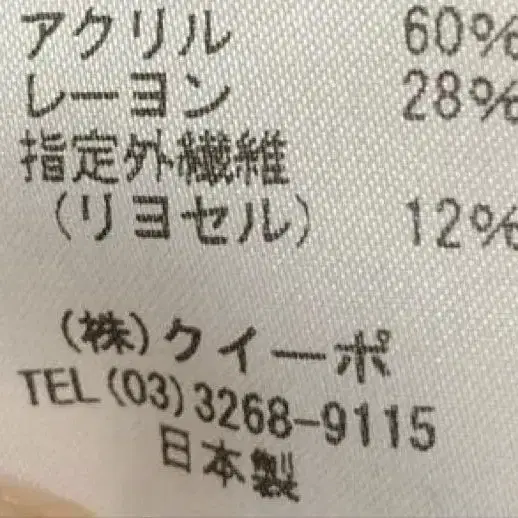 アクリル 60%
レーヨン 28%
指定外繊維
(リヨセル) 12%
(株)クイーポ
TEL(03)3268-9115
日本製